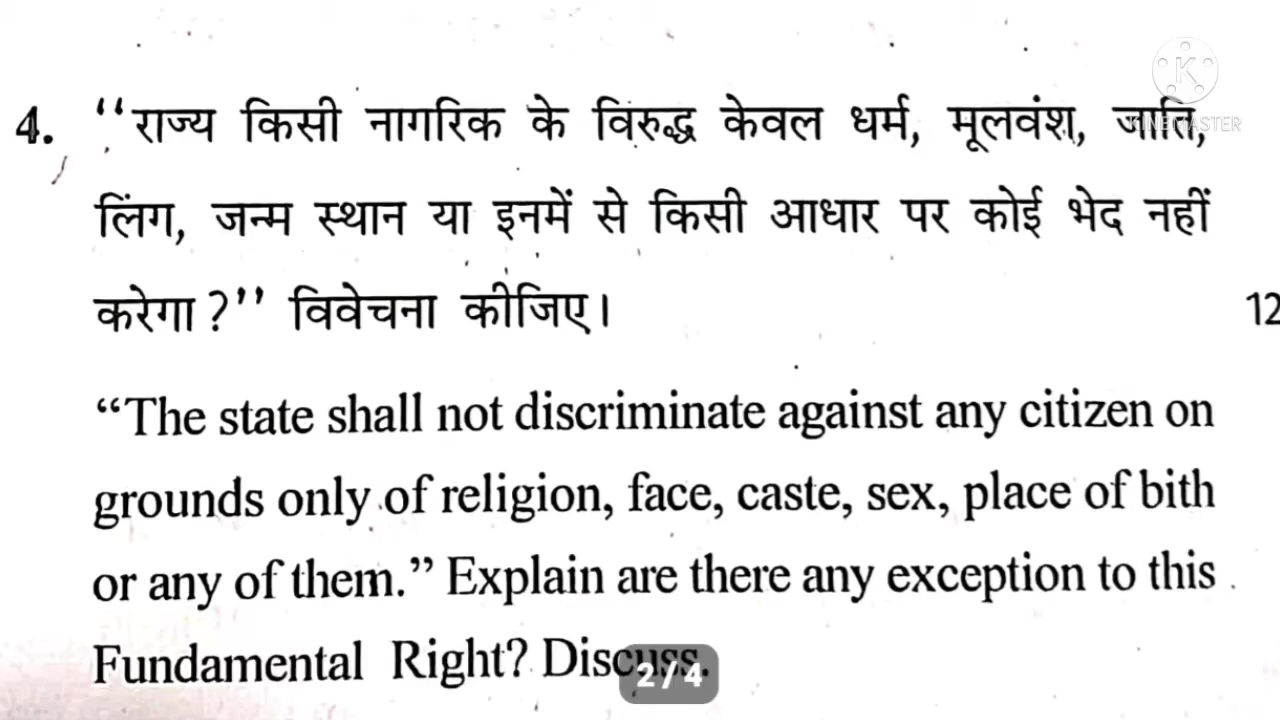 K
KINEMASTER
4. “राज्य किसी नागरिक के विरुद्ध केवल धर्म, मूलवंश, जाति,
लिंग, जन्म स्थान या इनमें से किसी आधार पर कोई भेद नहीं
करेगा?” विवेचना कीजिए। 12
“The state shall not discriminate against any citizen on
grounds only of religion, face, caste, sex, place of bith
or any of them.” Explain are there any exception to this
Fundamental Right? Discuss.
2/4